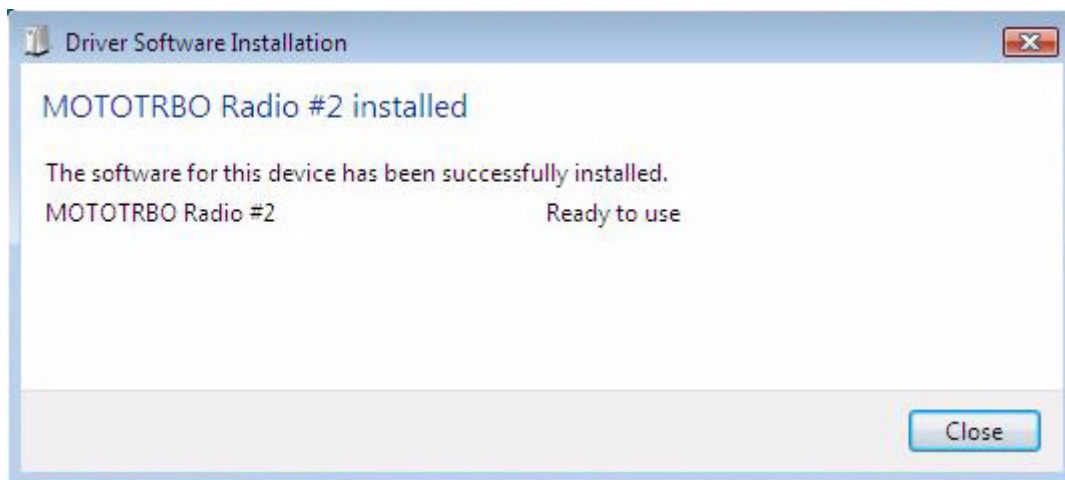 Driver Software Installation
MOTOTRBO Radio #2 installed
The software for this device has been successfully installed.
MOTOTRBO Radio #2 Ready to use
Close